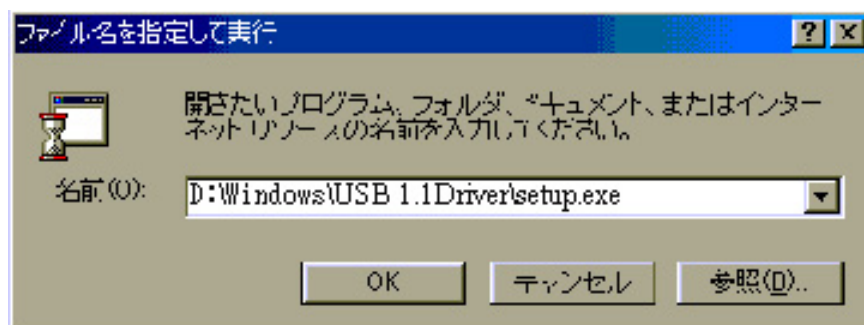 ファイル名を指定して実行
開きたいプログラム、フォルダ、ドキュメント、またはインター
ネット リソースの名前を入力してください。
名前(O):
D:\Windows\USB 1.1Driver\setup.exe
OK
キャンセル
参照(D)..